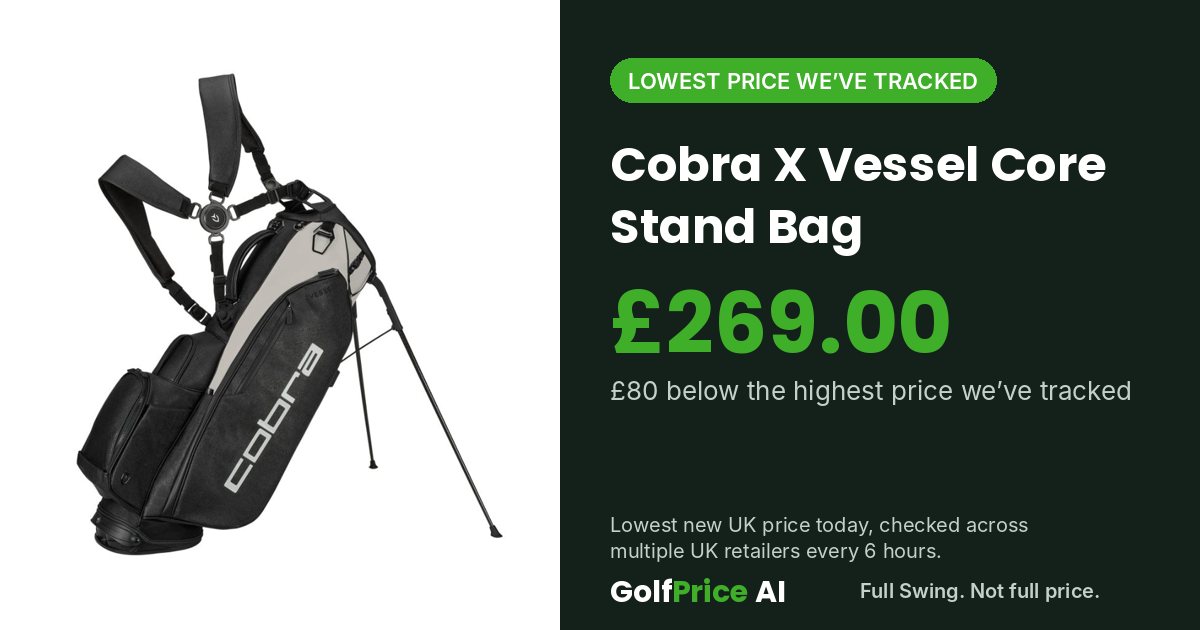 LOWEST PRICE WE’VE TRACKED
Cobra X Vessel Core
Stand Bag
£269.00
£80 below the highest price we’ve tracked
Lowest new UK price today, checked across
multiple UK retailers every 6 hours.
GolfPrice AI
Full Swing. Not full price.
cobra
VESSEL